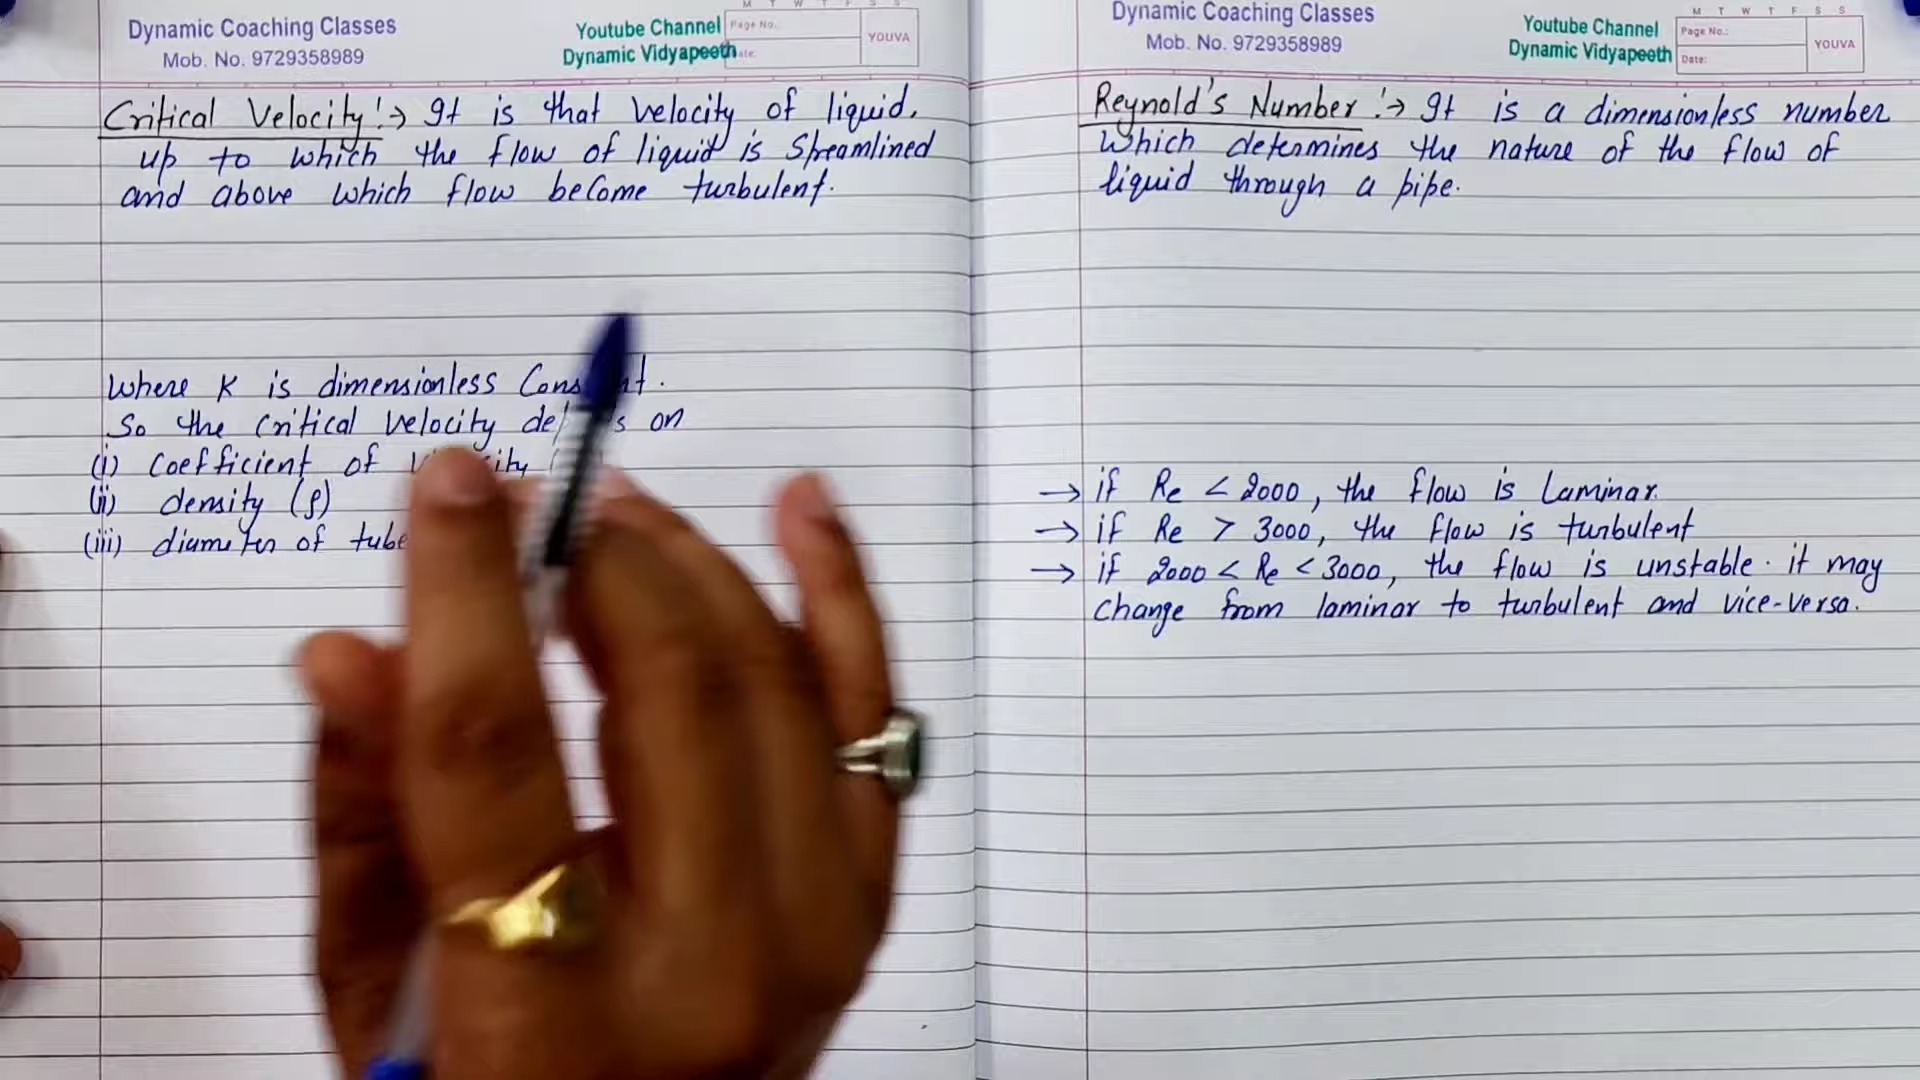 Dynamic Coaching Classes
Mob. No. 9729358989
Youtube Channel
Dynamic Vidyapeeth
M T W T F S S
Page No.:
Date:
YOUVA
Critical Velocity :→ It is that velocity of liquid,
up to which the flow of liquid is Streamlined
and above which flow become turbulent.
Where K is dimensionless
So the Critical velocity on
(i) Coefficient of
(ii) density (ρ)
(iii) diameter of tube
Dynamic Coaching Classes
Mob. No. 9729358989
Youtube Channel
Dynamic Vidyapeeth
M T W T F S S
Page No.:
Date:
YOUVA
Reynold's Number :→ It is a dimensionless number
Which determines the nature of the flow of
liquid through a pipe.
→ if Re < 2000, the flow is Laminar.
→ if Re > 3000, the flow is turbulent
→ if 2000 < Re < 3000, the flow is unstable. it may
change from laminar to turbulent and vice-versa.